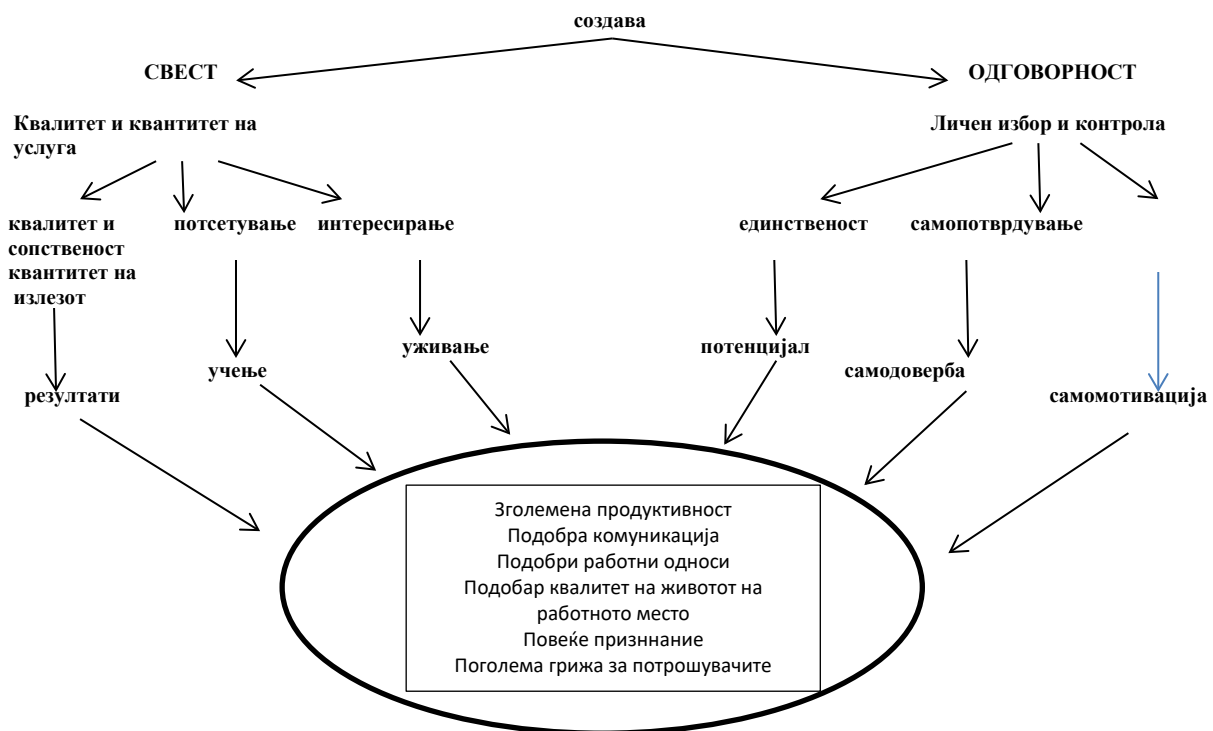 создава
СВЕСТ
ОДГОВОРНОСТ
Квалитет и квантитет на
услуга
Личен избор и контрола
квалитет и
сопственост
квантитет на
излезот
потсетување
интересирање
единственост
самопотврдување
уживање
потенцијал
учење
самодоверба
резултати
самомотивација
Зголемена продуктивност
Подобра комуникација
Подобри работни односи
Подобар квалитет на животот на
работното место
Повеќе призннание
Поголема грижа за потрошувачите